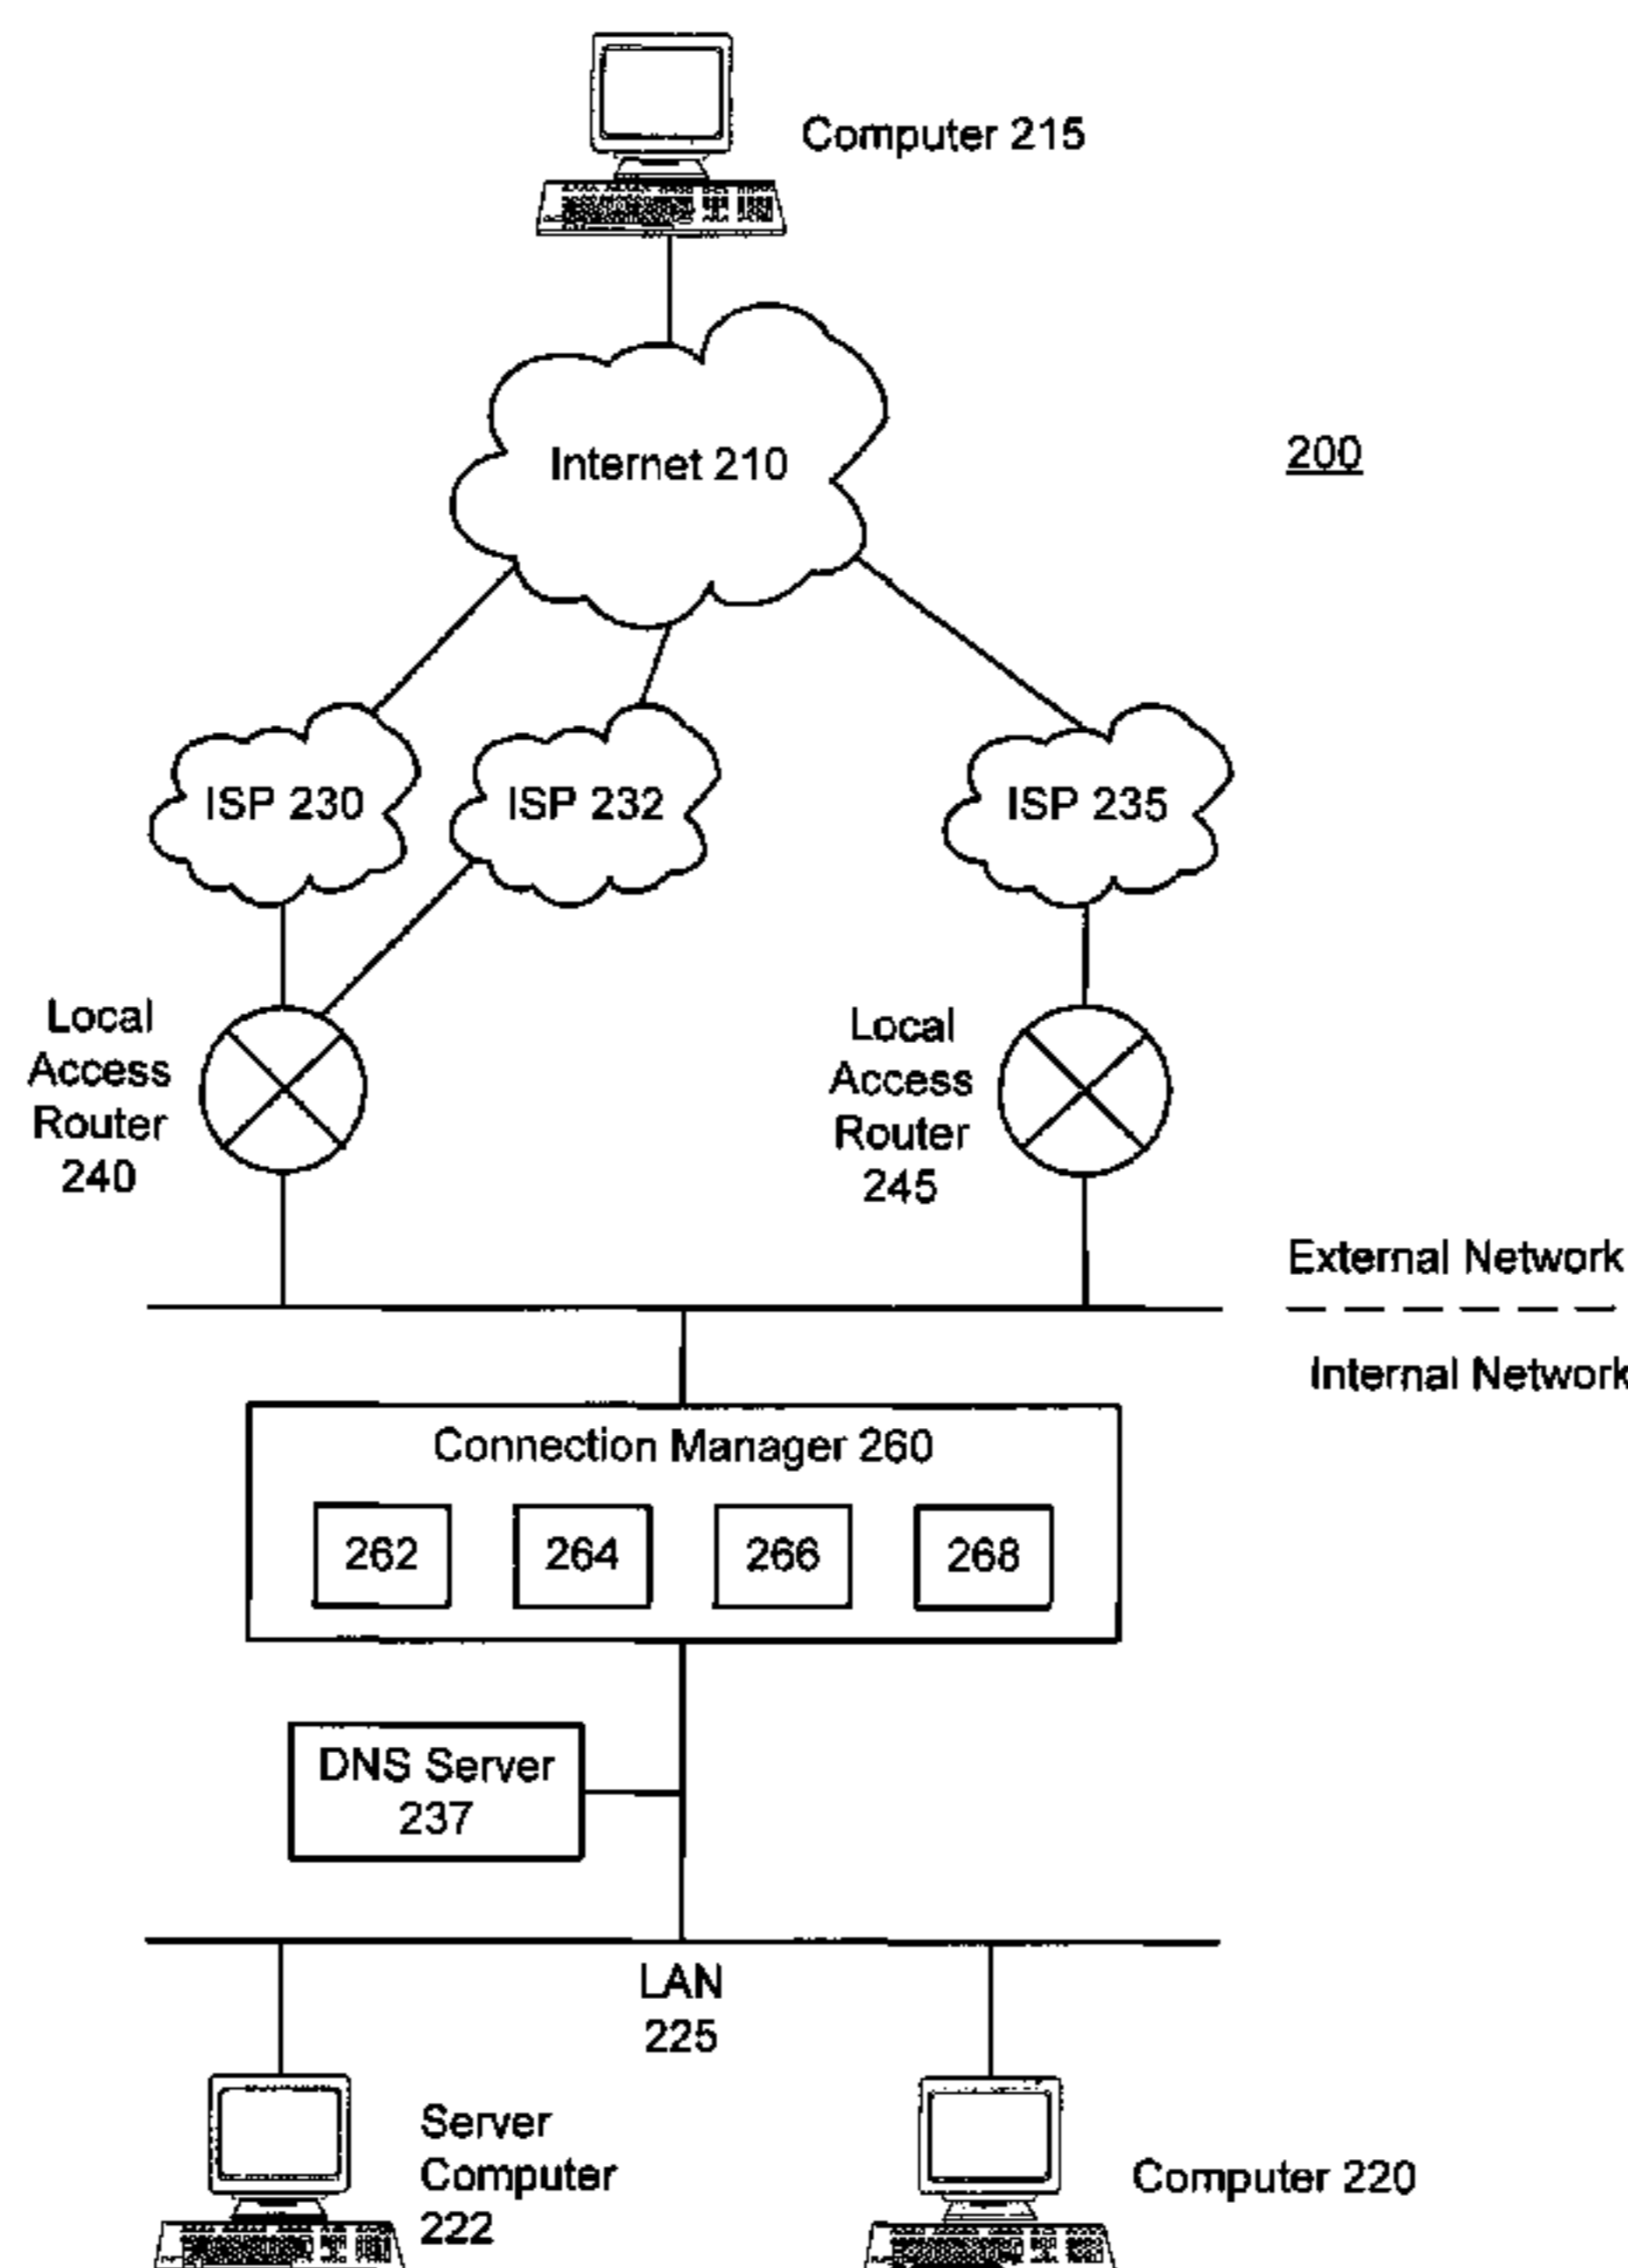 Computer 215
Internet 210
200
ISP 230
ISP 232
ISP 235
Local
Access
Router
240
Local
Access
Router
245
External Network
Internal Network
Connection Manager 260
262
264
266
268
DNS Server
237
LAN
225
Server
Computer
222
Computer 220